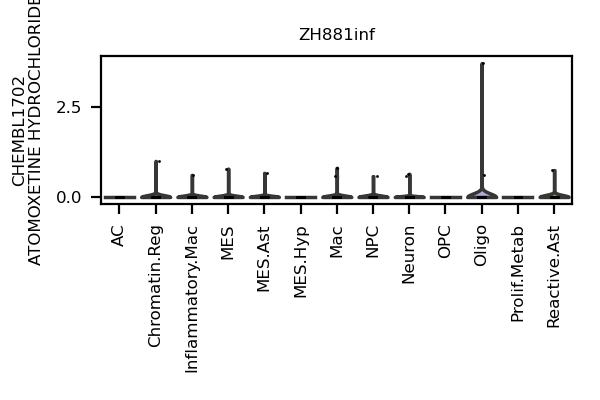 ZH881inf
CHEMBL1702
ATOMOXETINE HYDROCHLORIDE
2.5
0.0
AC
Chromatin.Reg
Inflammatory.Mac
MES
MES.Ast
MES.Hyp
Mac
NPC
Neuron
OPC
Oligo
Prolif.Metab
Reactive.Ast